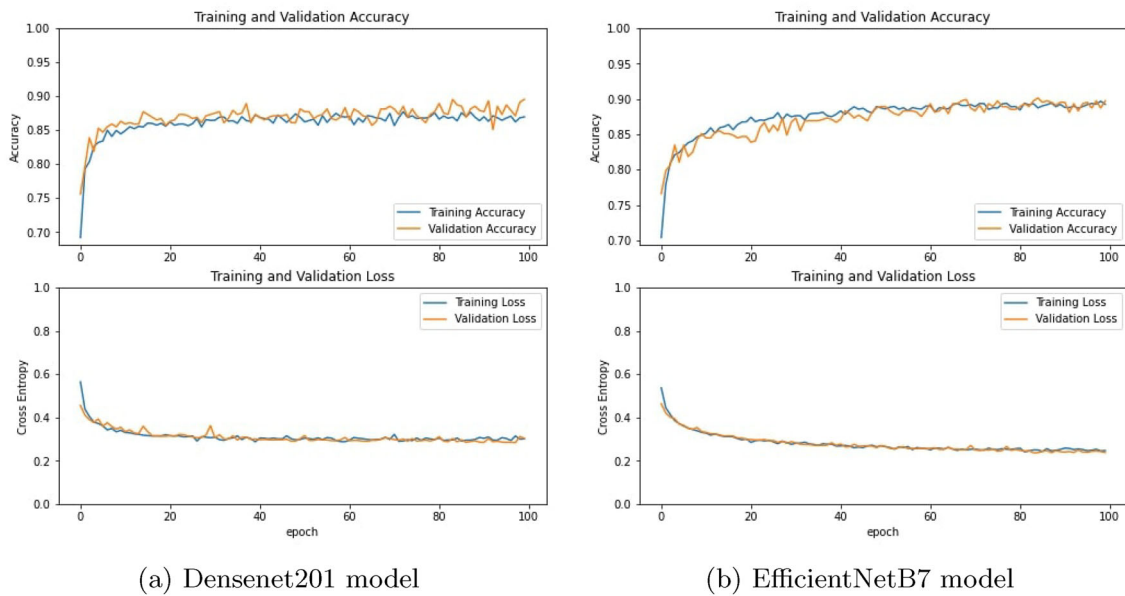 Training and Validation Accuracy
1.00
0.95
0.90
0.85
0.80
0.75
0.70
Accuracy
Training Accuracy
Validation Accuracy
0 20 40 60 80 100
Training and Validation Loss
1.0
0.8
0.6
0.4
0.2
0.0
Cross Entropy
Training Loss
Validation Loss
0 20 40 60 80 100
epoch
(a) Densenet201 model
Training and Validation Accuracy
1.00
0.95
0.90
0.85
0.80
0.75
0.70
Accuracy
Training Accuracy
Validation Accuracy
0 20 40 60 80 100
Training and Validation Loss
1.0
0.8
0.6
0.4
0.2
0.0
Cross Entropy
Training Loss
Validation Loss
0 20 40 60 80 100
epoch
(b) EfficientNetB7 model